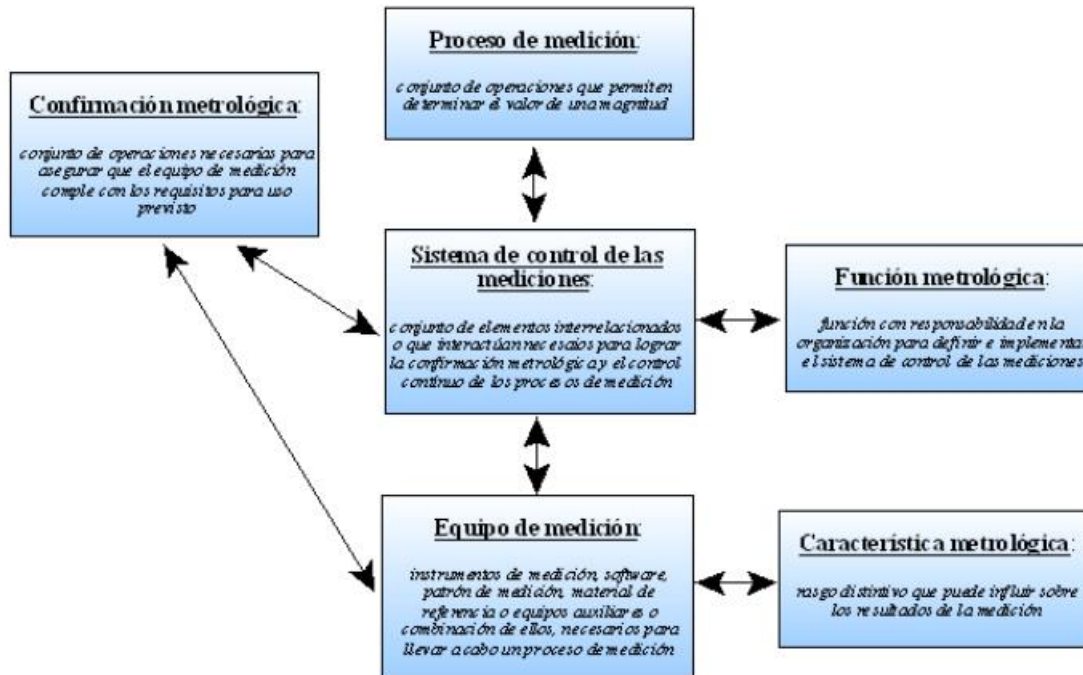 Proceso de medición:
conjunto de operaciones que permiten
determinar el valor de una magnitud
Confirmación metrológica:
conjunto de operaciones necesarias para
asegurar que el equipo de medición
comple con los requisitos para uso
previsto
Sistema de control de las
mediciones:
conjunto de elementos interrelacionados
o que interactúan necesaios para lograr
la confirmación metrológica y el control
contínuo de los procesos de medición
Función metrológica:
función con responsabilidad en la
organización para definir e implementar
el sistema de control de las mediciones
Equipo de medición:
instrumentos de medición, software,
patrón de medición, material de
referencia o equipos auxiliares o
combinación de ellos, necesarios para
llevar a cabo un proceso de medición
Característica metrológica:
rasgo distintivo que puede influir sobre
los resultados de la medición